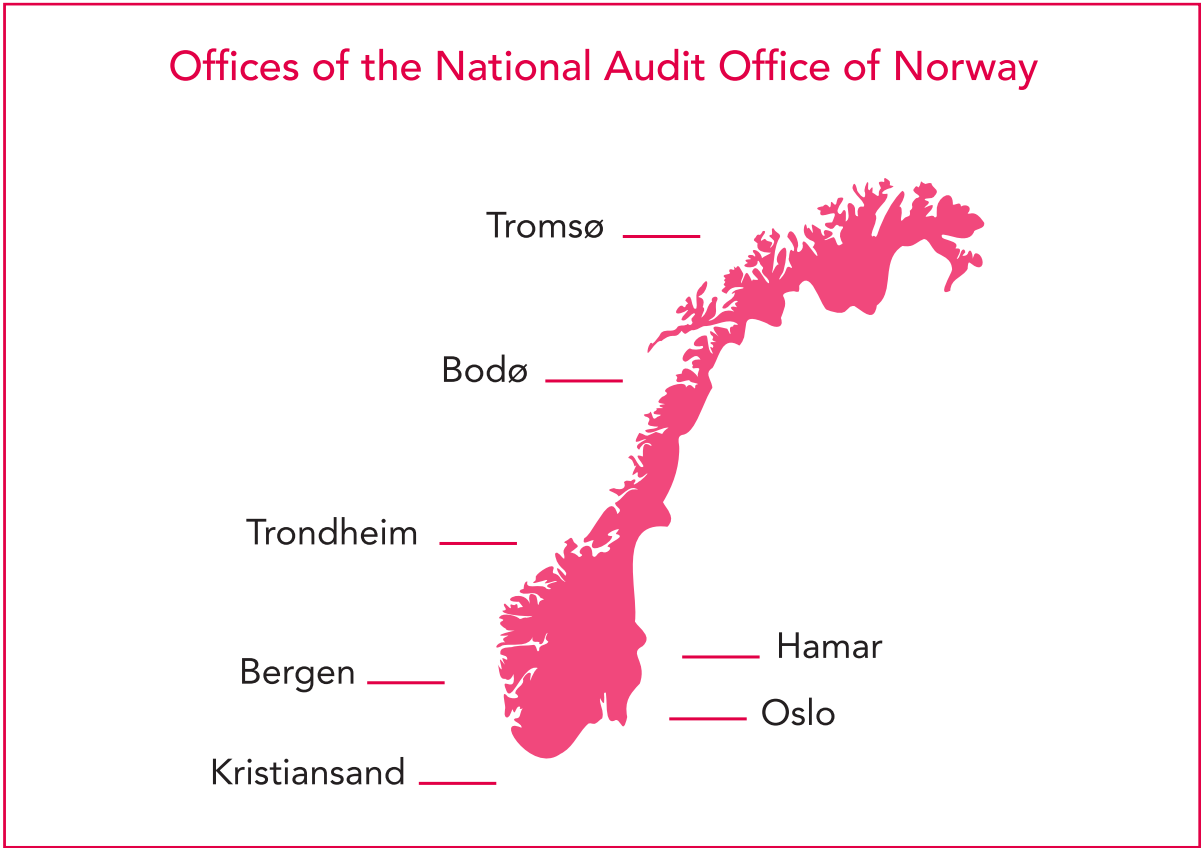 Offices of the National Audit Office of Norway
Tromsø
Bodø
Trondheim
Hamar
Bergen
Oslo
Kristiansand